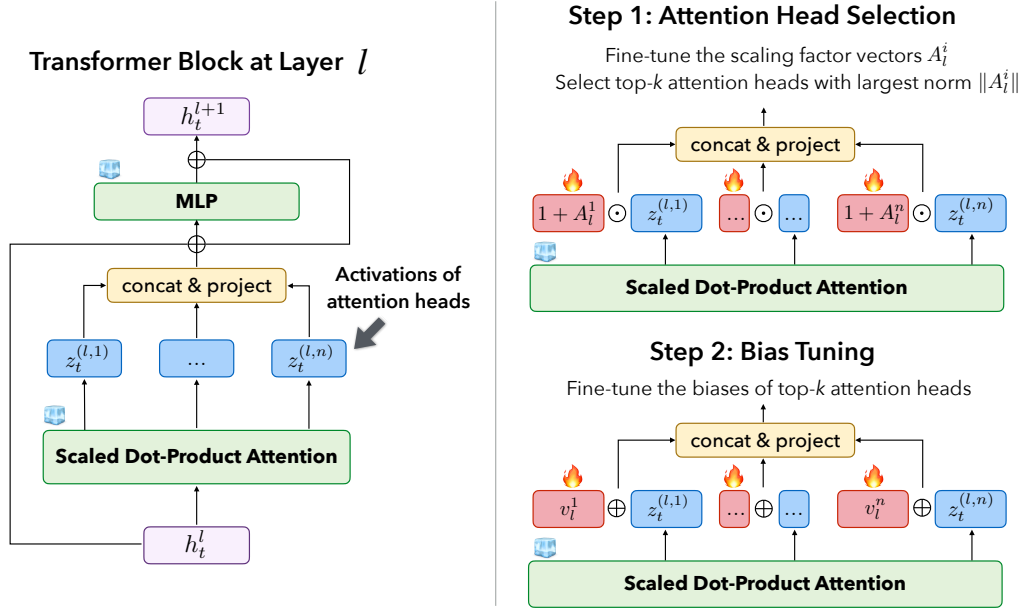 Transformer Block at Layer $l$
$h_t^{l+1}$
MLP
concat & project
Activations of
attention heads
$z_t^{(l,1)}$ ... $z_t^{(l,n)}$
Scaled Dot-Product Attention
$h_t^l$
Step 1: Attention Head Selection
Fine-tune the scaling factor vectors $A_l^i$
Select top-$k$ attention heads with largest norm $\|A_l^i\|$
concat & project
$1 + A_l^1$ ⊙ $z_t^{(l,1)}$ ... ⊙ ... $1 + A_l^n$ ⊙ $z_t^{(l,n)}$
Scaled Dot-Product Attention
Step 2: Bias Tuning
Fine-tune the biases of top-$k$ attention heads
concat & project
$v_l^1$ ⊕ $z_t^{(l,1)}$ ... ⊕ ... $v_l^n$ ⊕ $z_t^{(l,n)}$
Scaled Dot-Product Attention